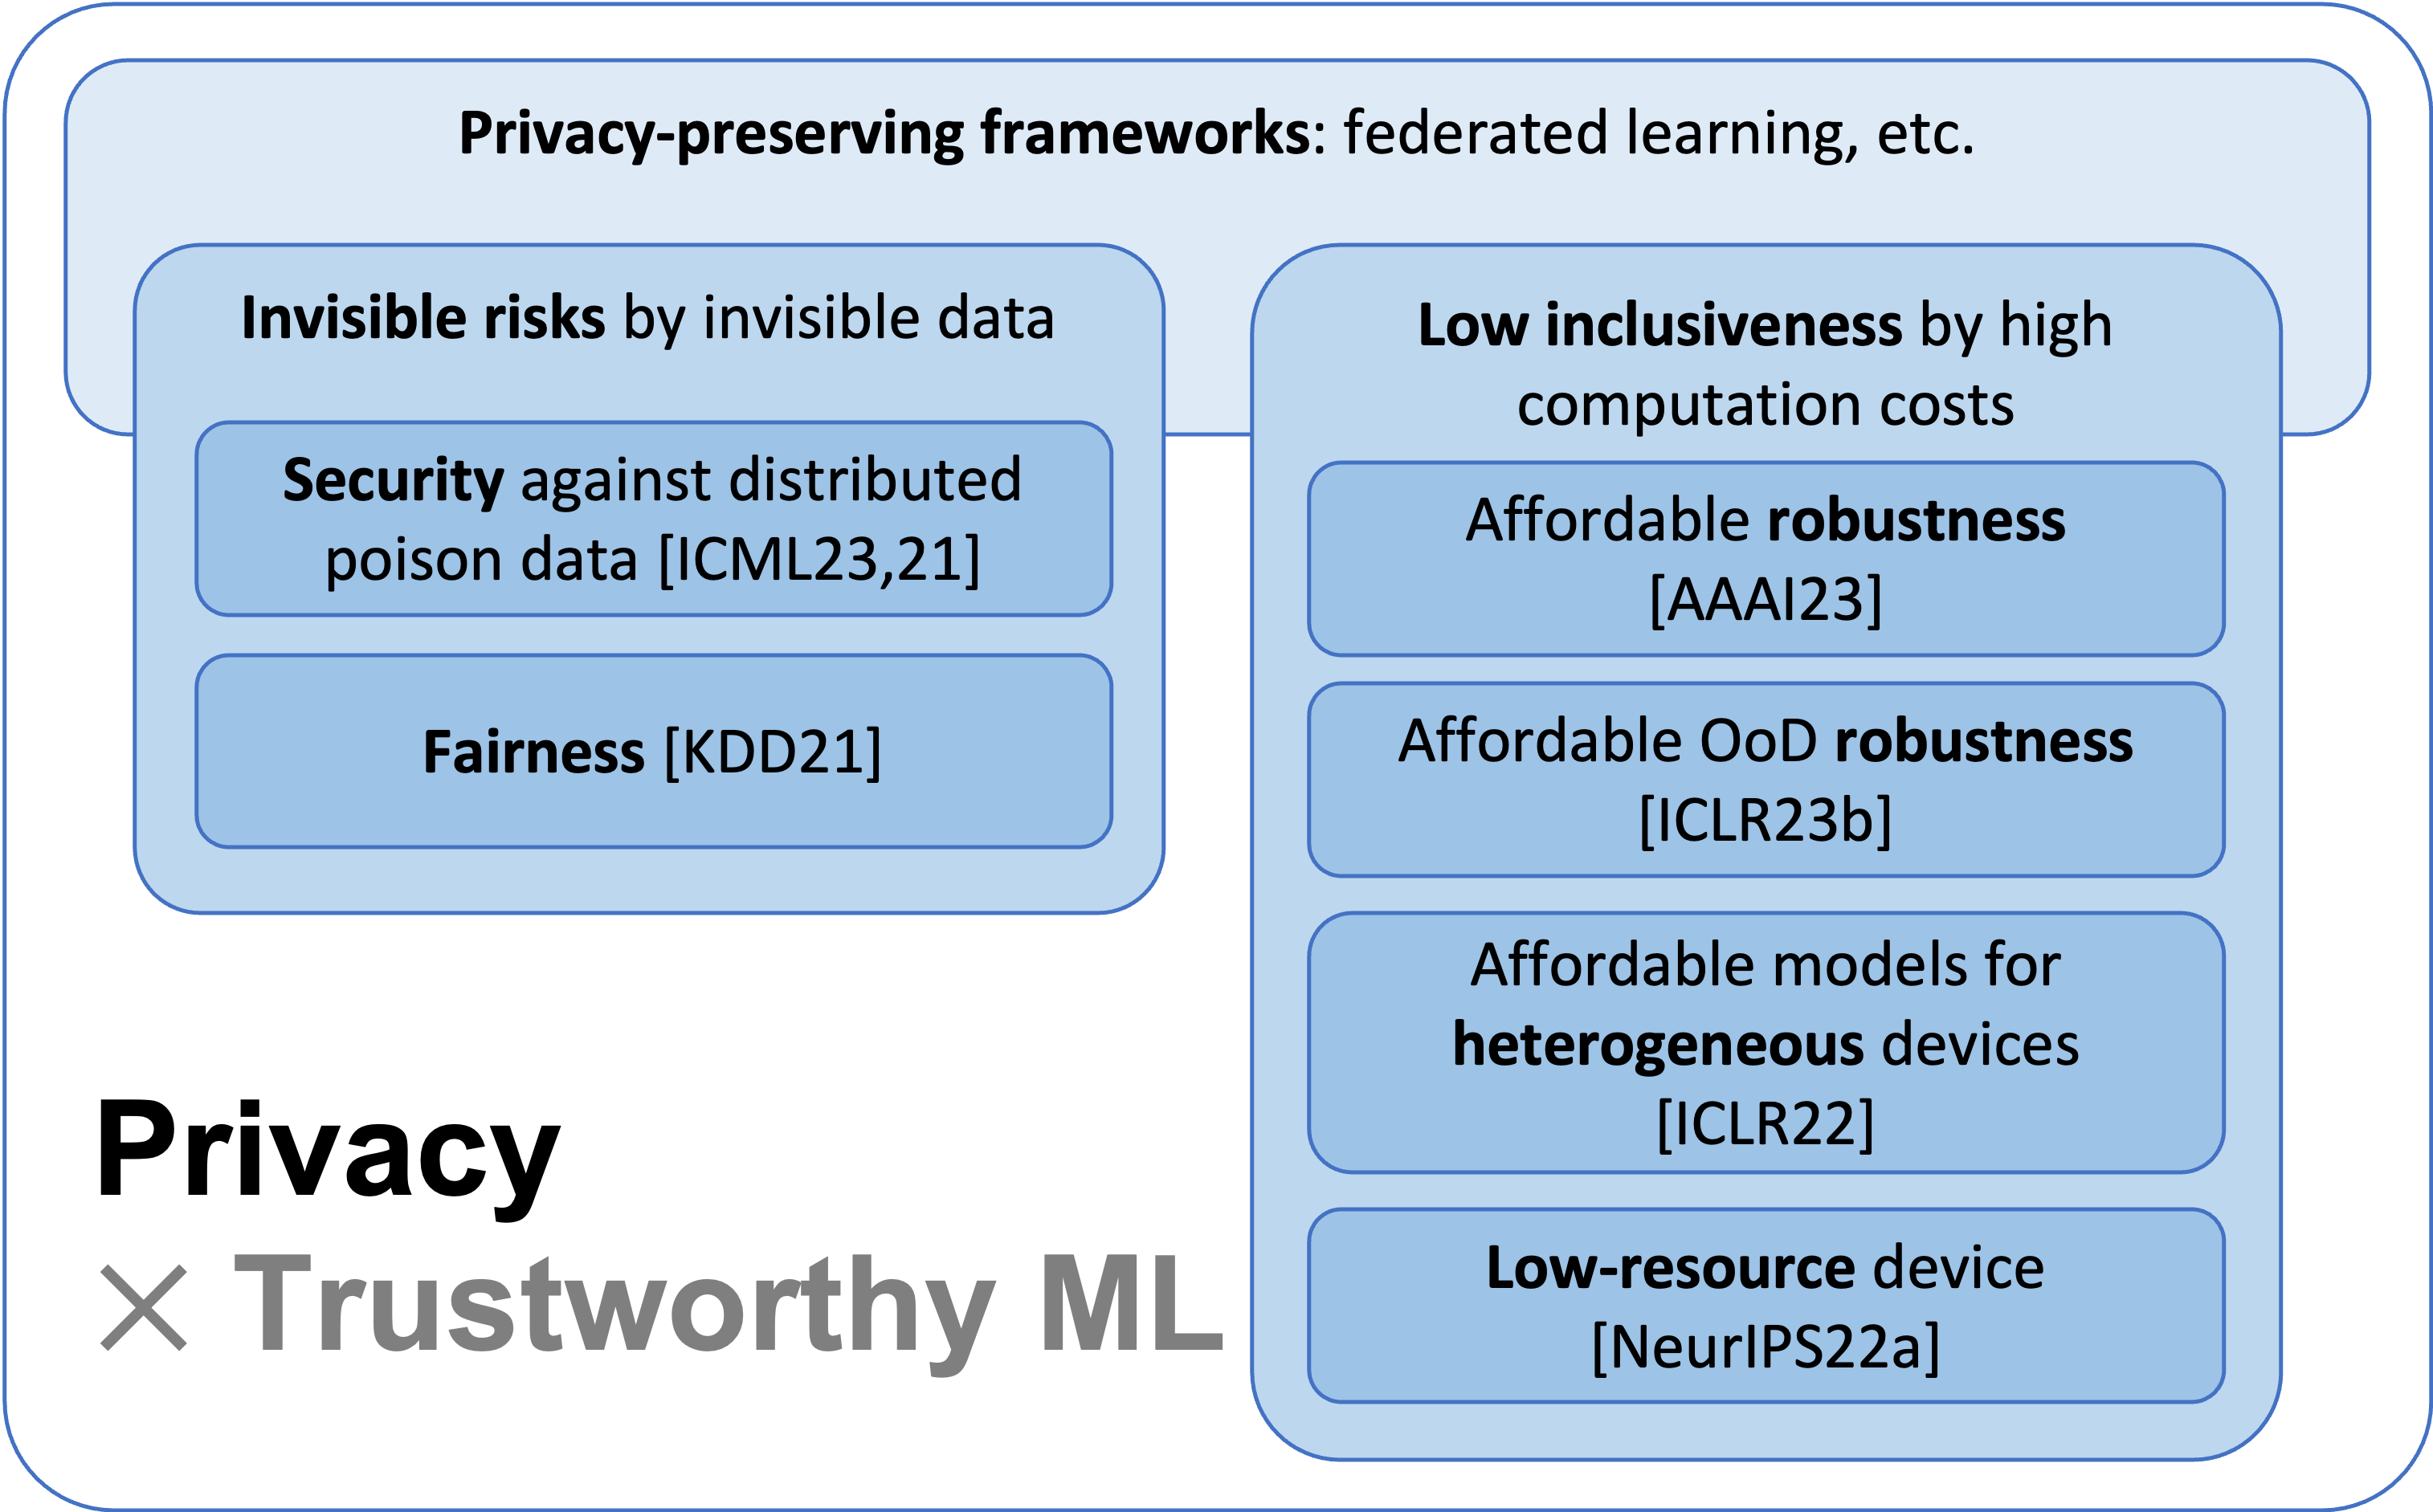 Privacy-preserving frameworks: federated learning, etc.
Invisible risks by invisible data
Security against distributed
poison data [ICML23,21]
Fairness [KDD21]
Low inclusiveness by high
computation costs
Affordable robustness
[AAAI23]
Affordable OoD robustness
[ICLR23b]
Affordable models for
heterogeneous devices
[ICLR22]
Low-resource device
[NeurIPS22a]
Privacy
× Trustworthy ML